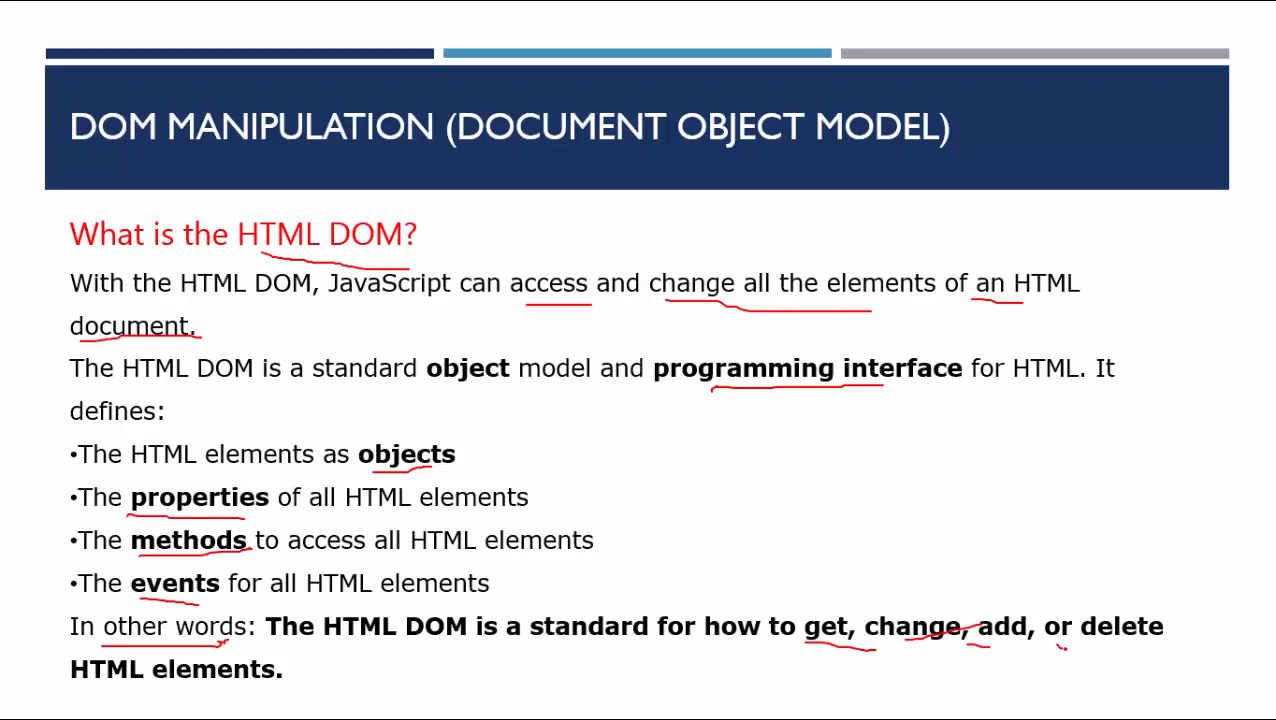 DOM MANIPULATION (DOCUMENT OBJECT MODEL)
What is the HTML DOM?
With the HTML DOM, JavaScript can access and change all the elements of an HTML
document.
The HTML DOM is a standard object model and programming interface for HTML. It
defines:
•The HTML elements as objects
•The properties of all HTML elements
•The methods to access all HTML elements
•The events for all HTML elements
In other words: The HTML DOM is a standard for how to get, change, add, or delete
HTML elements.